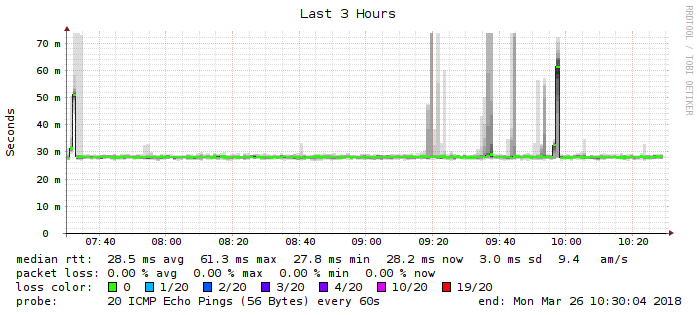 Last 3 Hours
RRDTOOL / TOBI OETIKER
Seconds
70 m
60 m
50 m
40 m
30 m
20 m
10 m
0
07:40 08:00 08:20 08:40 09:00 09:20 09:40 10:00 10:20
median rtt: 28.5 ms avg 61.3 ms max 27.8 ms min 28.2 ms now 3.0 ms sd 9.4 am/s
packet loss: 0.00 % avg 0.00 % max 0.00 % min 0.00 % now
loss color: 0 1/20 2/20 3/20 4/20 10/20 19/20
probe: 20 ICMP Echo Pings (56 Bytes) every 60s end: Mon Mar 26 10:30:04 2018